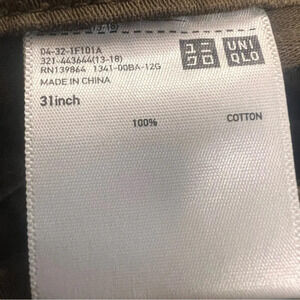 04-32-1F101A
321-443644(13-18)
RN139864 1341-00BA-12G
MADE IN CHINA
ユニ UNI
クロ QLO
31inch
100% COTTON